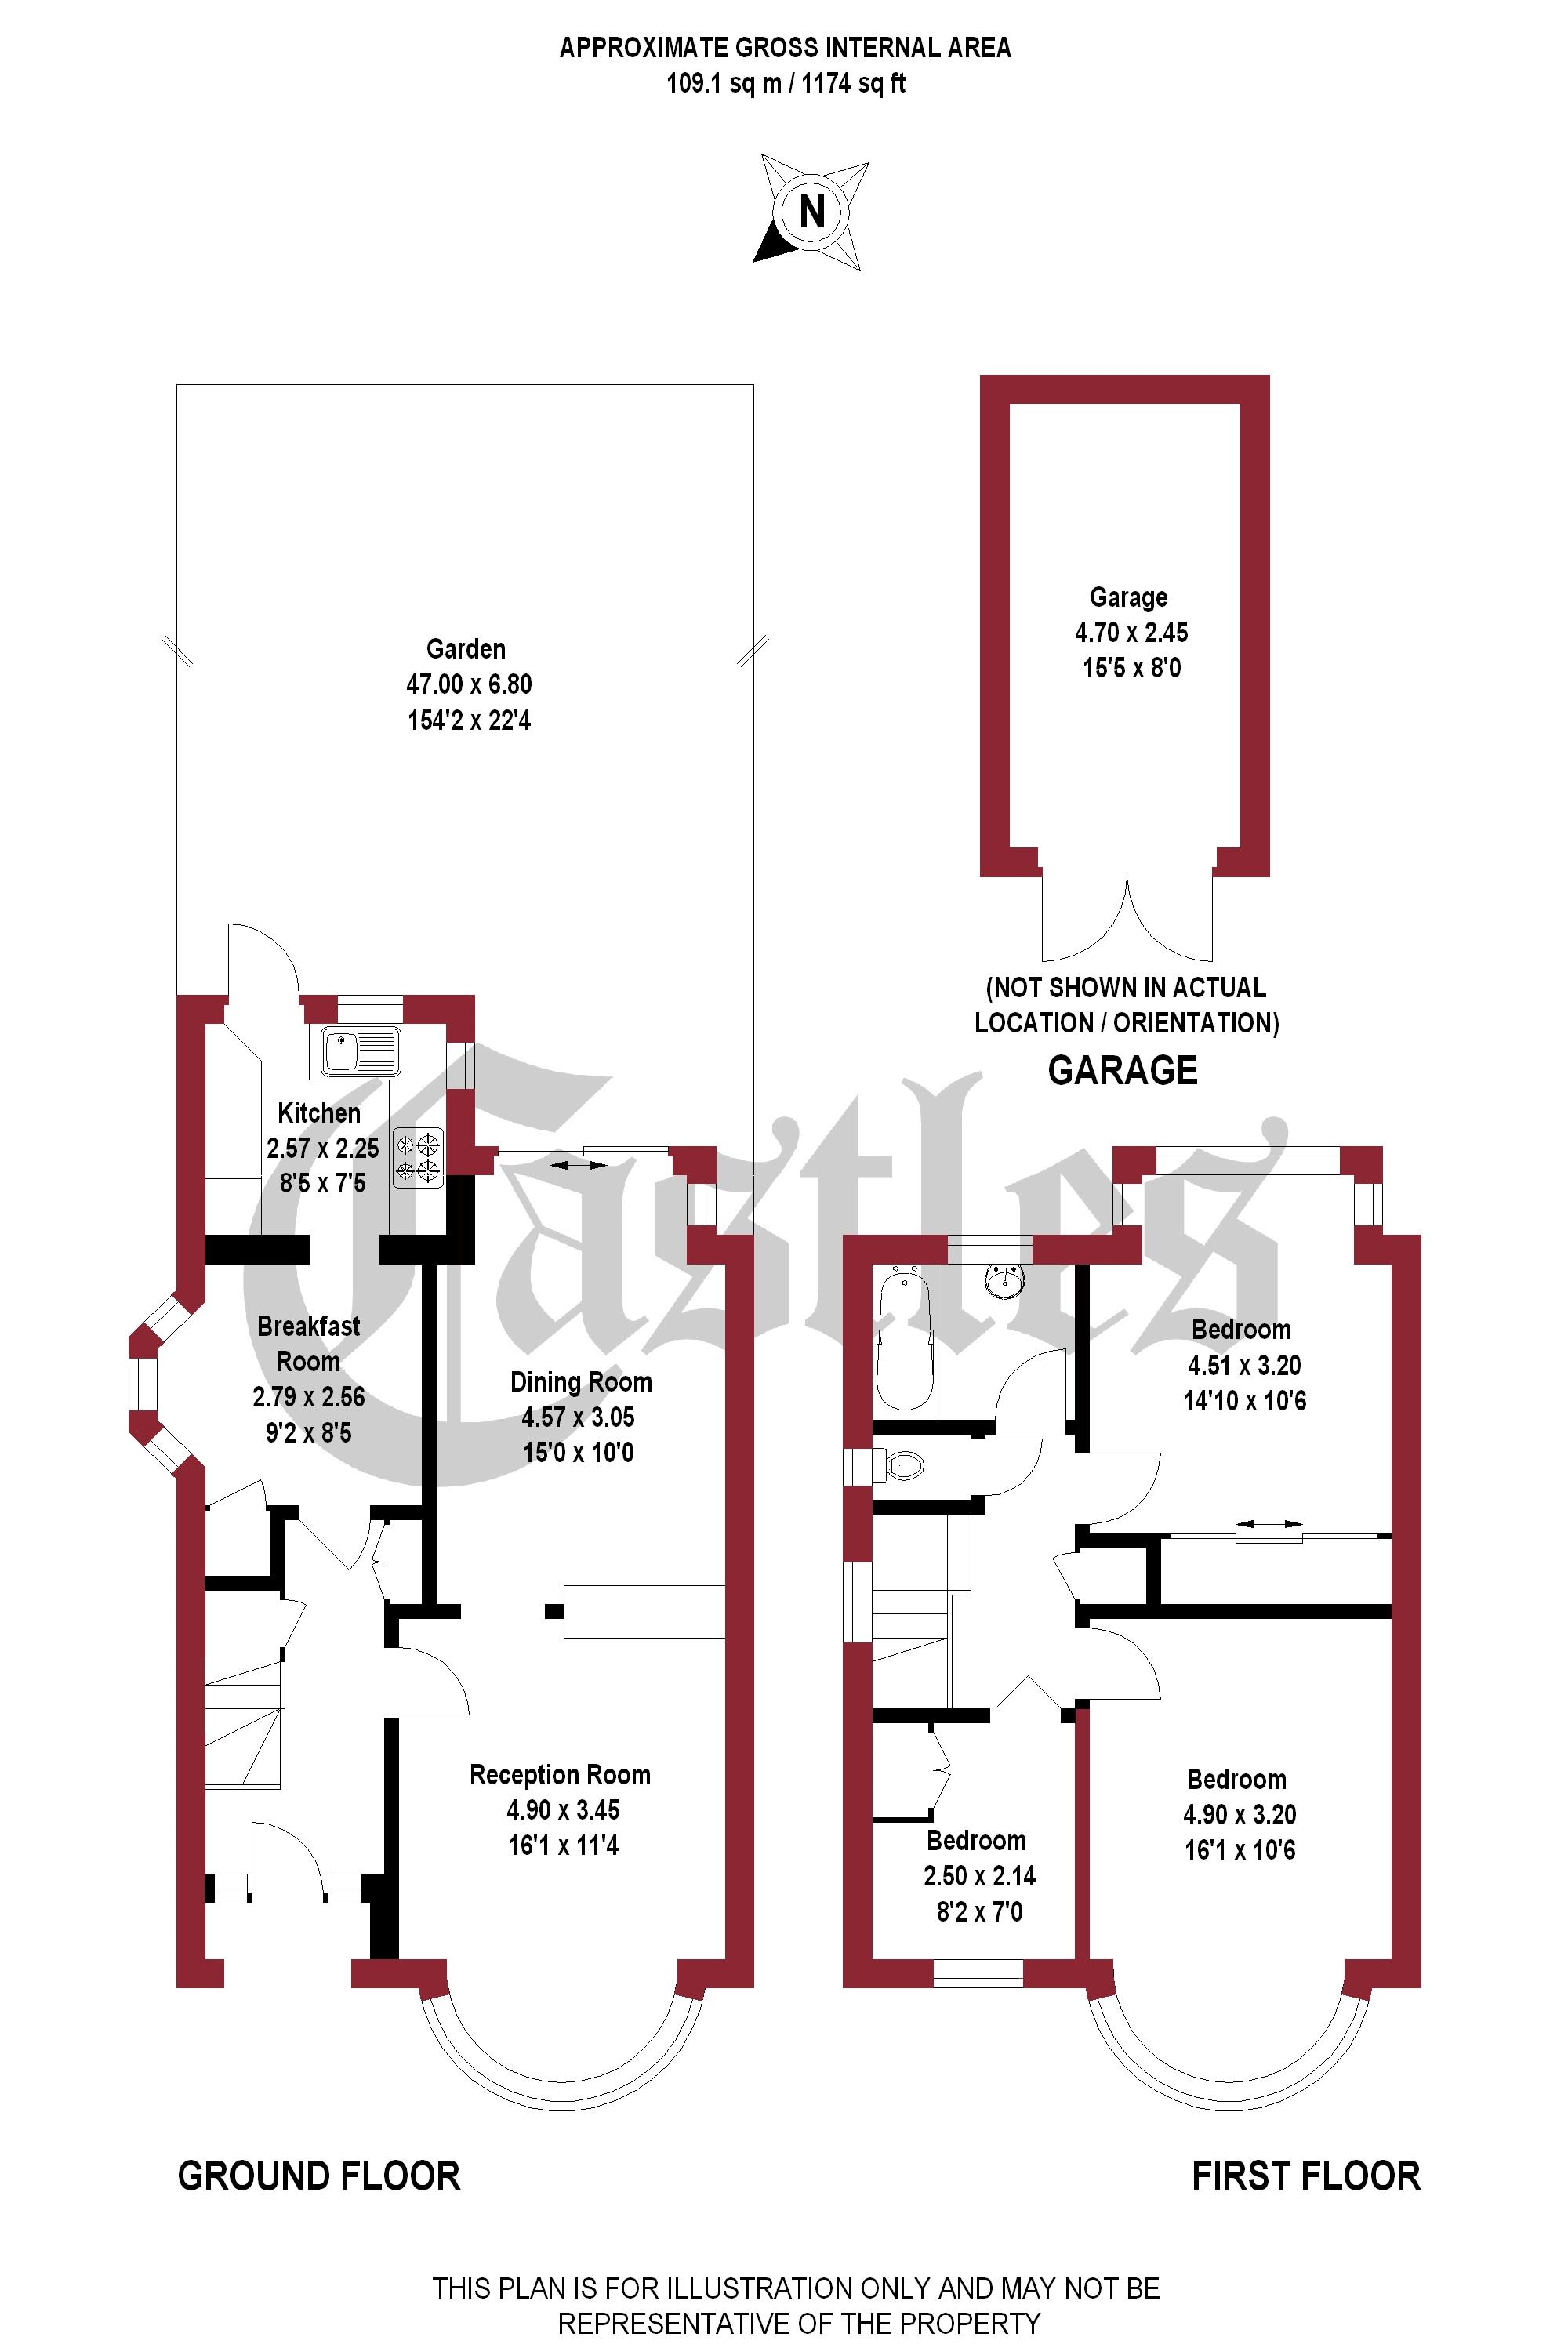 APPROXIMATE GROSS INTERNAL AREA
109.1 sq m / 1174 sq ft
N
Garden
47.00 x 6.80
154'2 x 22'4
Garage
4.70 x 2.45
15'5 x 8'0
(NOT SHOWN IN ACTUAL
LOCATION / ORIENTATION)
GARAGE
Castles
Kitchen
2.57 x 2.25
8'5 x 7'5
Breakfast
Room
2.79 x 2.56
9'2 x 8'5
Dining Room
4.57 x 3.05
15'0 x 10'0
Reception Room
4.90 x 3.45
16'1 x 11'4
Bedroom
4.51 x 3.20
14'10 x 10'6
Bedroom
4.90 x 3.20
16'1 x 10'6
Bedroom
2.50 x 2.14
8'2 x 7'0
GROUND FLOOR
FIRST FLOOR
THIS PLAN IS FOR ILLUSTRATION ONLY AND MAY NOT BE
REPRESENTATIVE OF THE PROPERTY